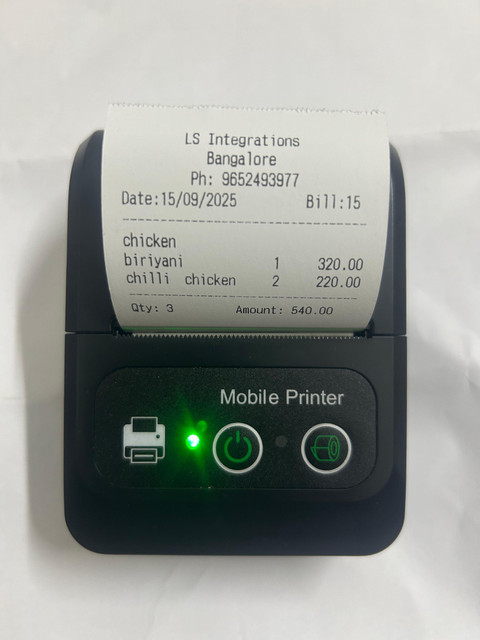 LS Integrations
Bangalore
Ph: 9652493977
Date:15/09/2025 Bill:15
chicken
biriyani 1 320.00
chilli chicken 2 220.00
Qty: 3 Amount: 540.00
Mobile Printer